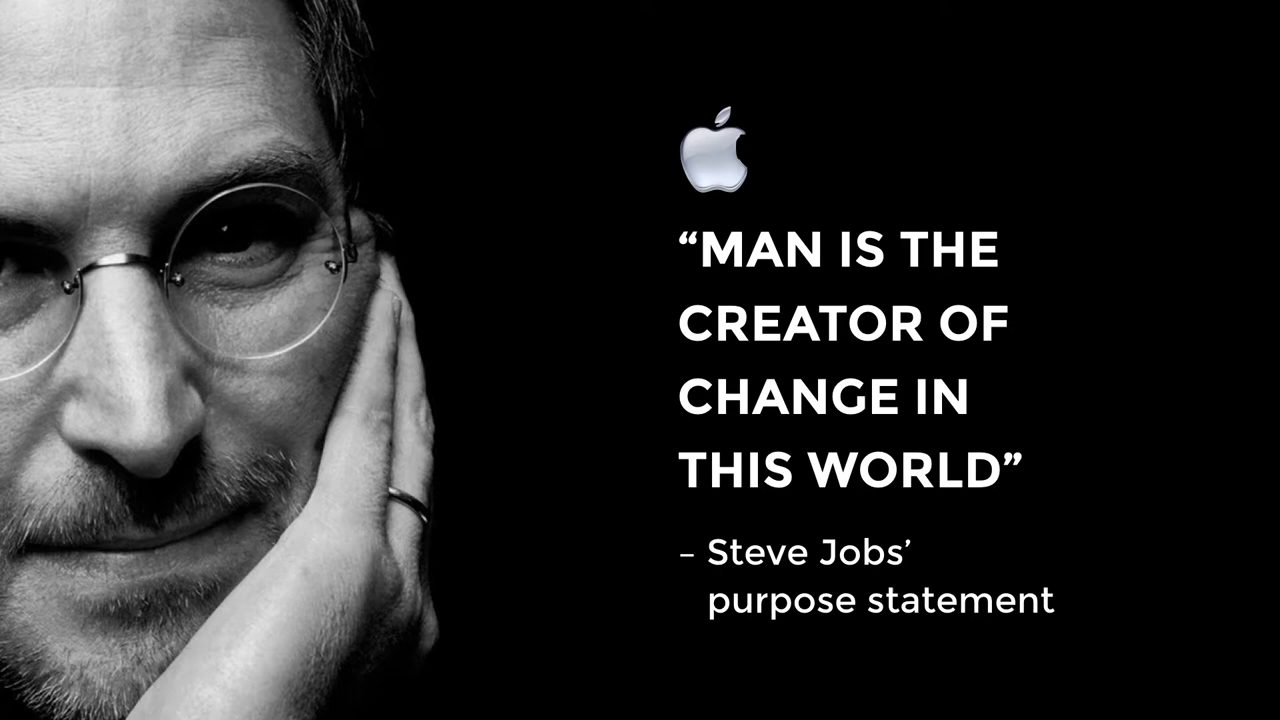 “MAN IS THE
CREATOR OF
CHANGE IN
THIS WORLD”
– Steve Jobs’
purpose statement